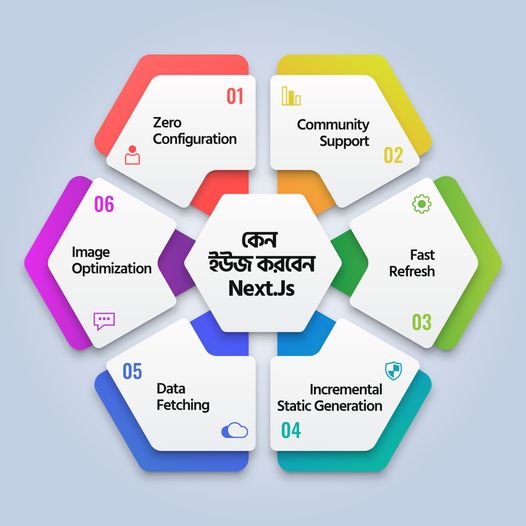 কেন
ইউজ করবেন
Next.Js
01
Zero
Configuration
Community
Support
02
Fast
Refresh
03
Incremental
Static Generation
04
05
Data
Fetching
06
Image
Optimization